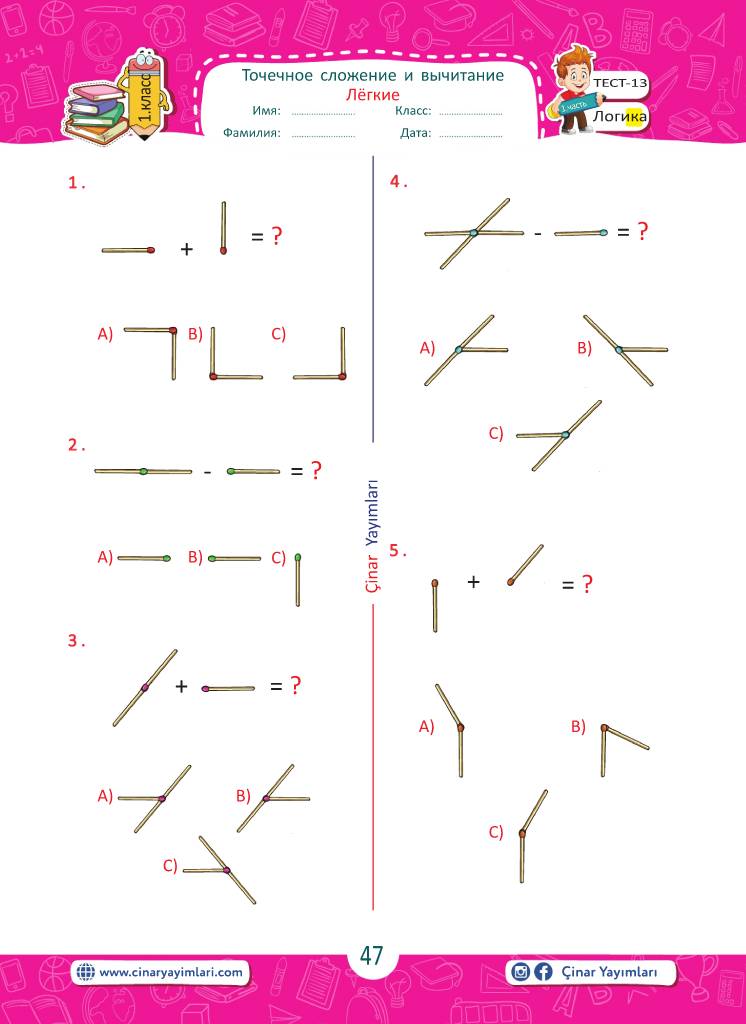 Точечное сложение и вычитание
Лёгкие
Имя: ........................ Класс: ........................
Фамилия: ........................ Дата: ........................
1.класс
ТЕСТ-13
1 часть
Логика
1 .
+ = ?
A) B) C)
2 .
- = ?
A) B) C)
3 .
+ = ?
A) B)
C)
4 .
- = ?
A) B)
C)
5 .
+ = ?
A) B)
C)
Çinar Yayımları
47
www.cinaryayimlari.com
Çinar Yayımları